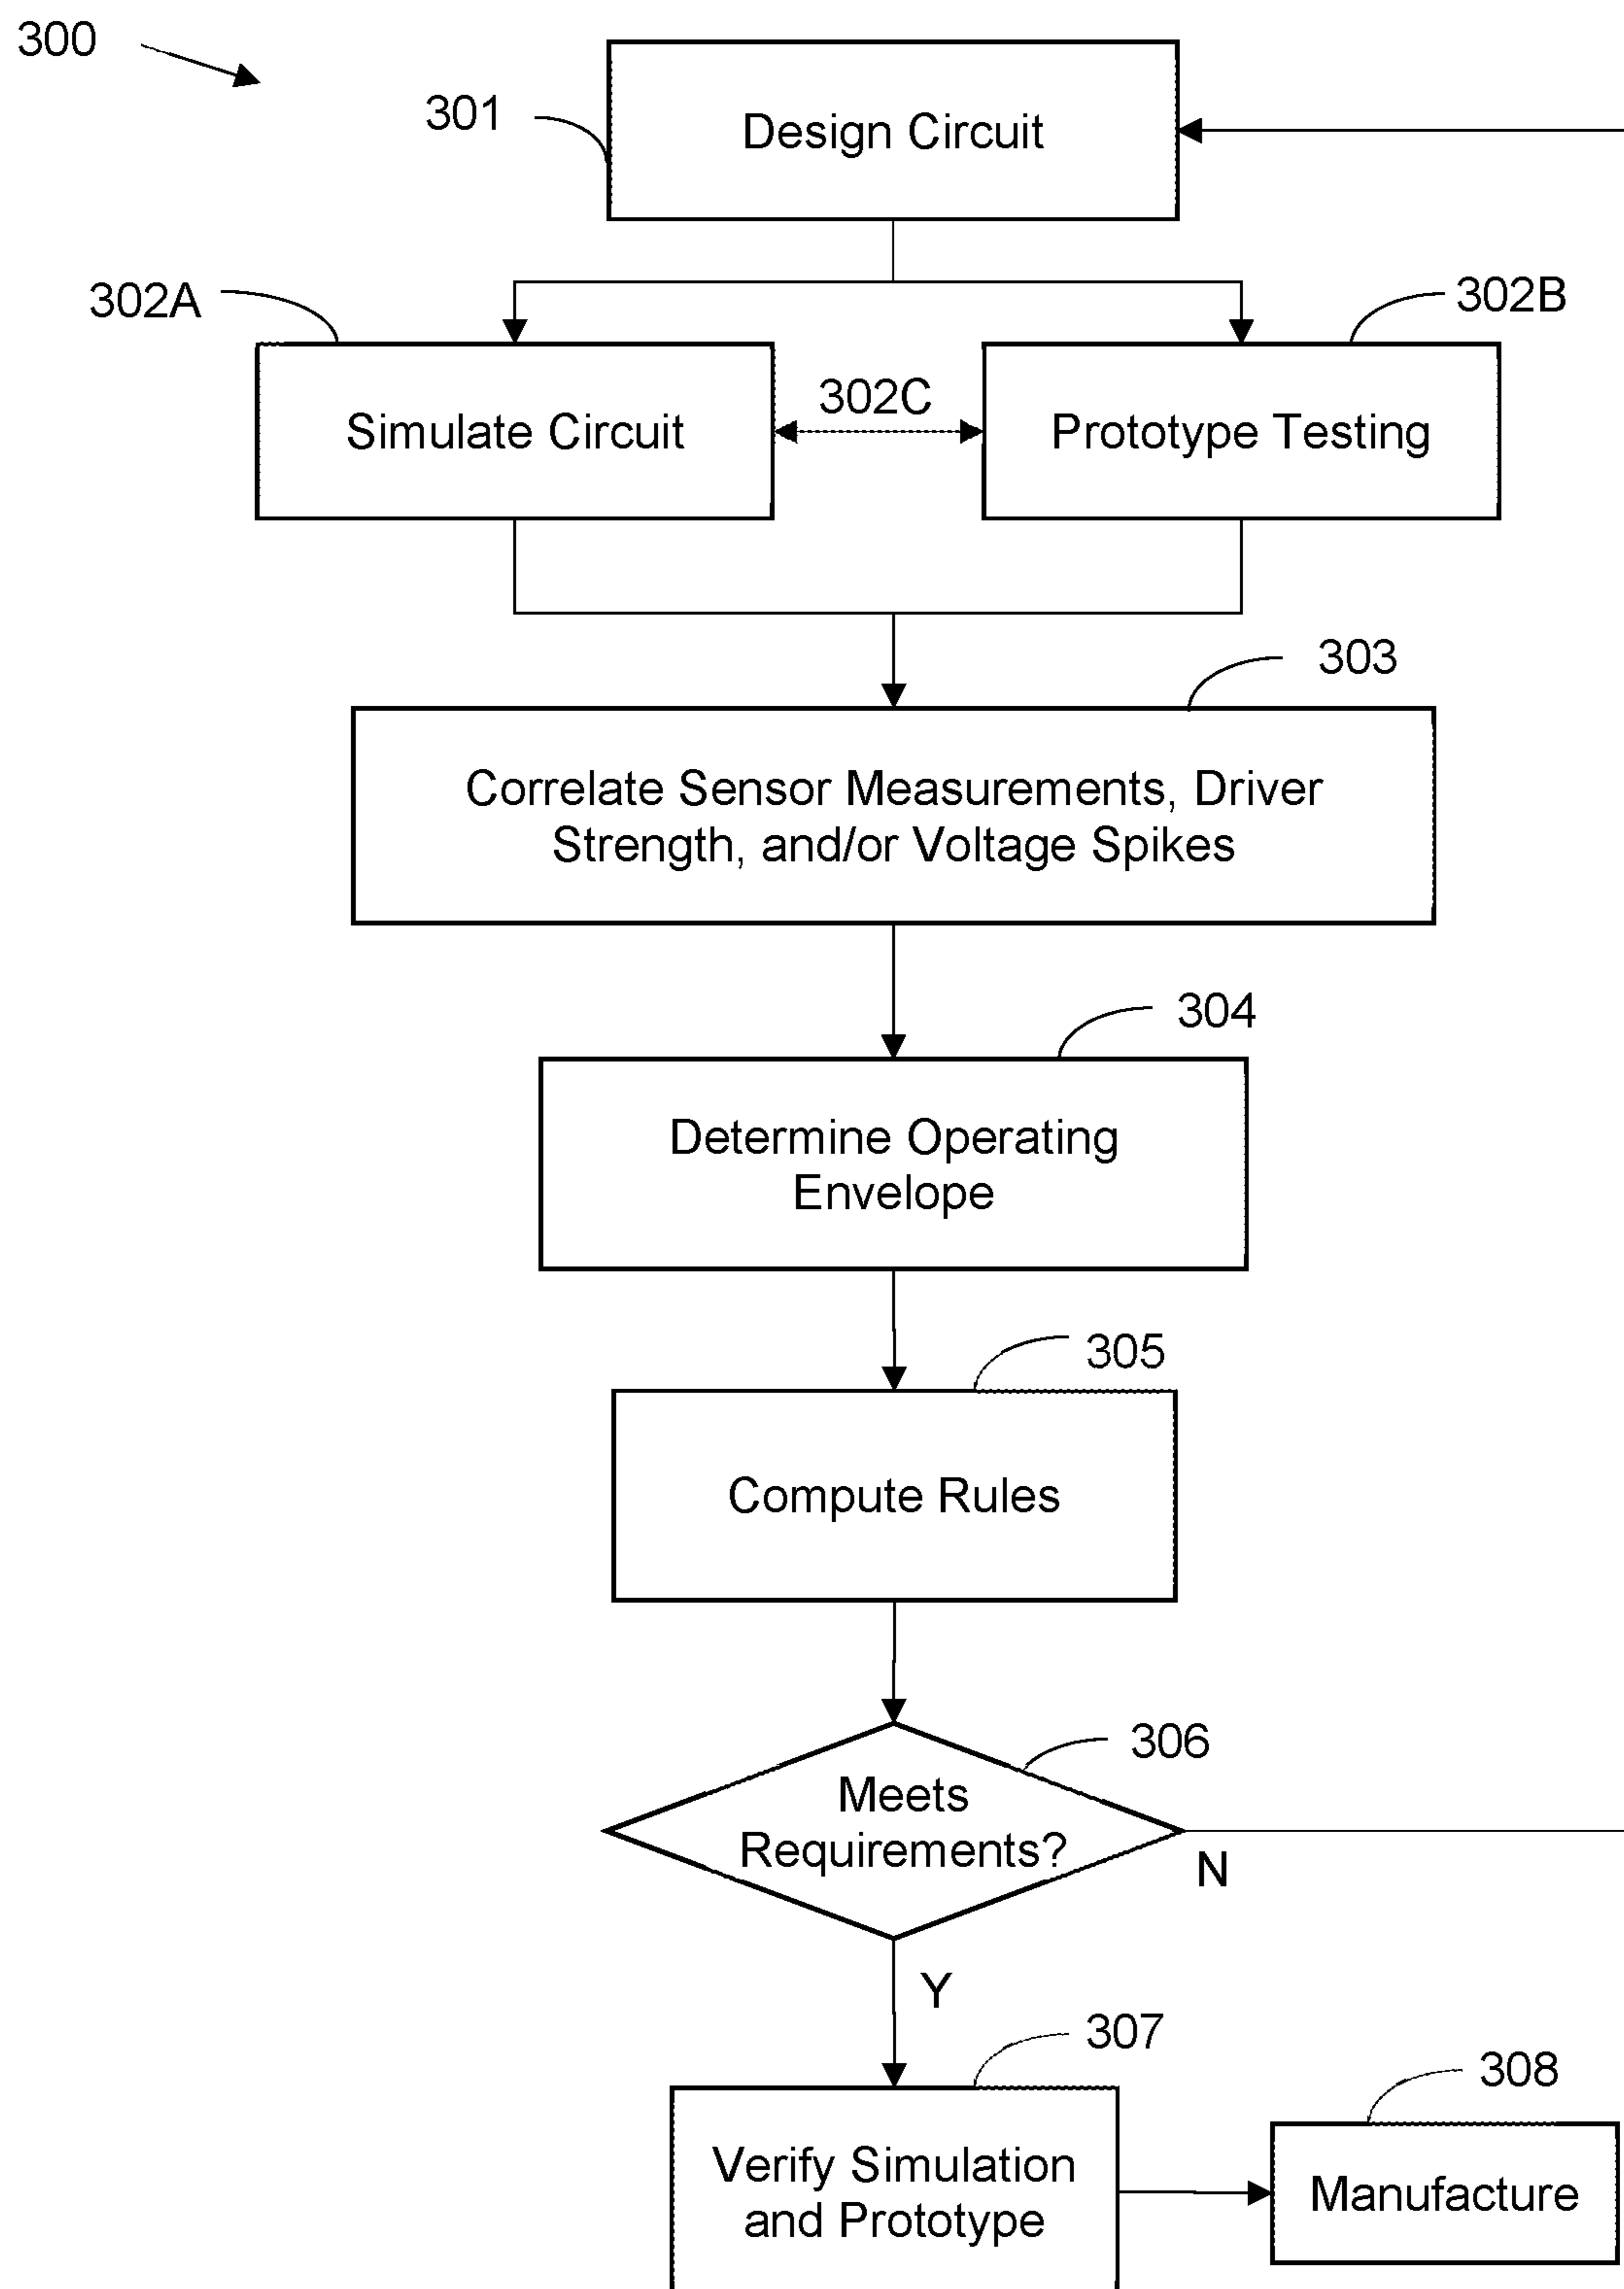 300
301
Design Circuit
302A
302B
302C
Simulate Circuit
Prototype Testing
303
Correlate Sensor Measurements, Driver
Strength, and/or Voltage Spikes
304
Determine Operating
Envelope
305
Compute Rules
306
Meets
Requirements?
N
Y
307
308
Verify Simulation
and Prototype
Manufacture